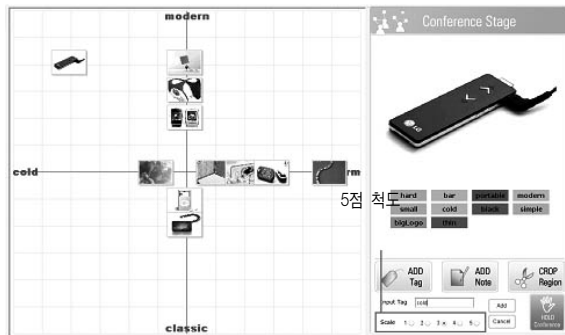 modern
cold
rm
classic
Conference Stage
LG
5점 척도
hard bar portable modern
small cold black simple
bigLogo thin
ADD Tag
ADD Note
CROP Region
Input Tag cold Add
Scale 1 2 3 4 5 Cancel
HOLD Conference